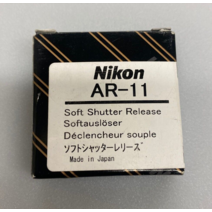 Nikon
AR-11
Soft Shutter Release
Softauslöser
Déclencheur souple
ソフトシャッターレリーズ
Made in Japan